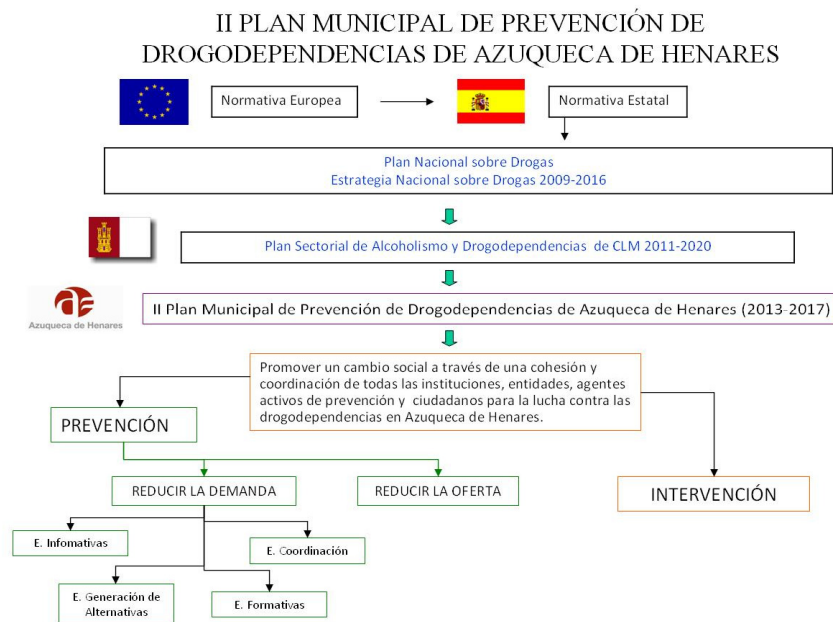 II PLAN MUNICIPAL DE PREVENCIÓN DE
DROGODEPENDENCIAS DE AZUQUECA DE HENARES
Normativa Europea
Normativa Estatal
Plan Nacional sobre Drogas
Estrategia Nacional sobre Drogas 2009-2016
Plan Sectorial de Alcoholismo y Drogodependencias de CLM 2011-2020
Azuqueca de Henares
II Plan Municipal de Prevención de Drogodependencias de Azuqueca de Henares (2013-2017)
Promover un cambio social a través de una cohesión y
coordinación de todas las instituciones, entidades, agentes
activos de prevención y ciudadanos para la lucha contra las
drogodependencias en Azuqueca de Henares.
PREVENCIÓN
REDUCIR LA DEMANDA
REDUCIR LA OFERTA
INTERVENCIÓN
E. Infomativas
E. Coordinación
E. Generación de
Alternativas
E. Formativas